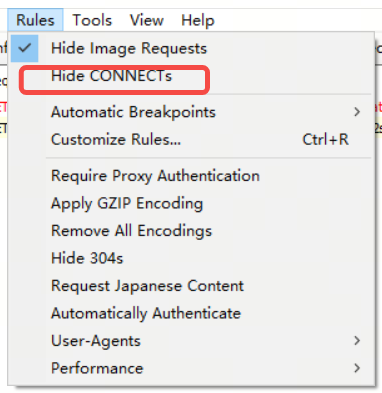 Rules Tools View Help
Hide Image Requests
Hide CONNECTs
Automatic Breakpoints
Customize Rules... Ctrl+R
Require Proxy Authentication
Apply GZIP Encoding
Remove All Encodings
Hide 304s
Request Japanese Content
Automatically Authenticate
User-Agents
Performance